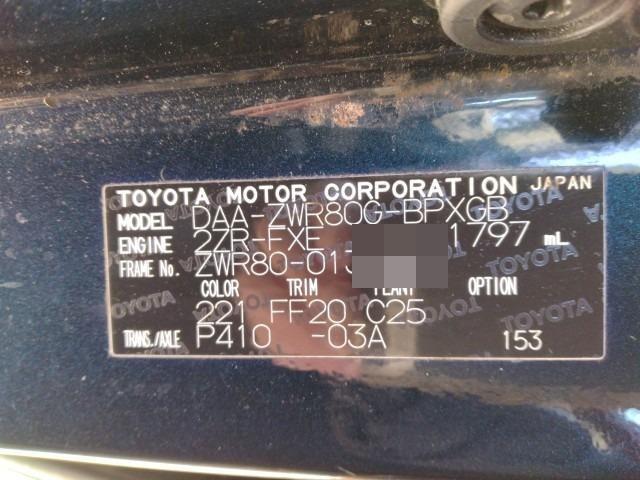 TOYOTA MOTOR CORPORATION JAPAN
MODEL DAA-ZWR80G-BPXGB
ENGINE 2ZR-FXE 1797 mL
FRAME No. ZWR80-01
COLOR TRIM PLANT OPTION
221 FF20 C25
TRANS./AXLE P410 -03A 153